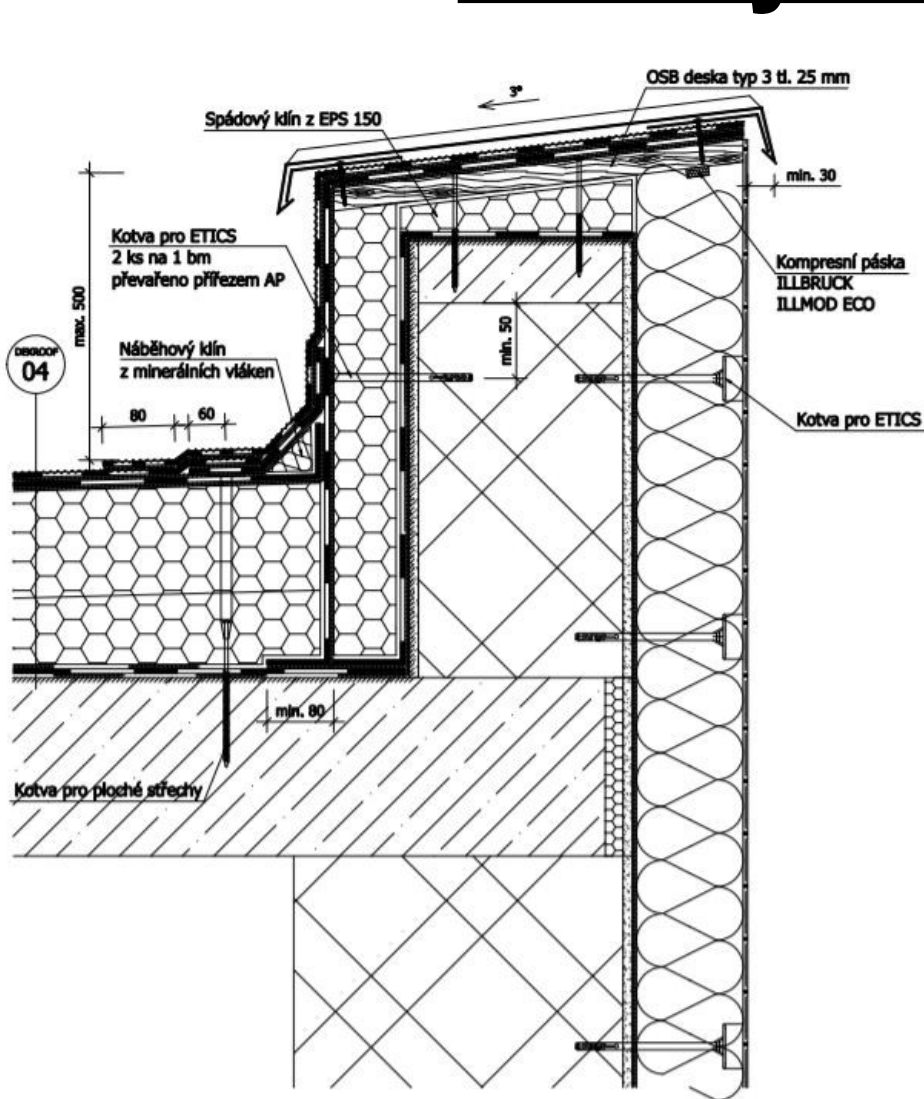 OSB deska typ 3 tl. 25 mm
3°
Spádový klín z EPS 150
min. 30
Kotva pro ETICS
2 ks na 1 bm
převařeno přířezem AP
Kompresní páska
ILLBRUCK
ILLMOD ECO
max. 500
min. 50
DEKROOF
04
Náběhový klín
z minerálních vláken
80
60
Kotva pro ETICS
min. 80
Kotva pro ploché střechy